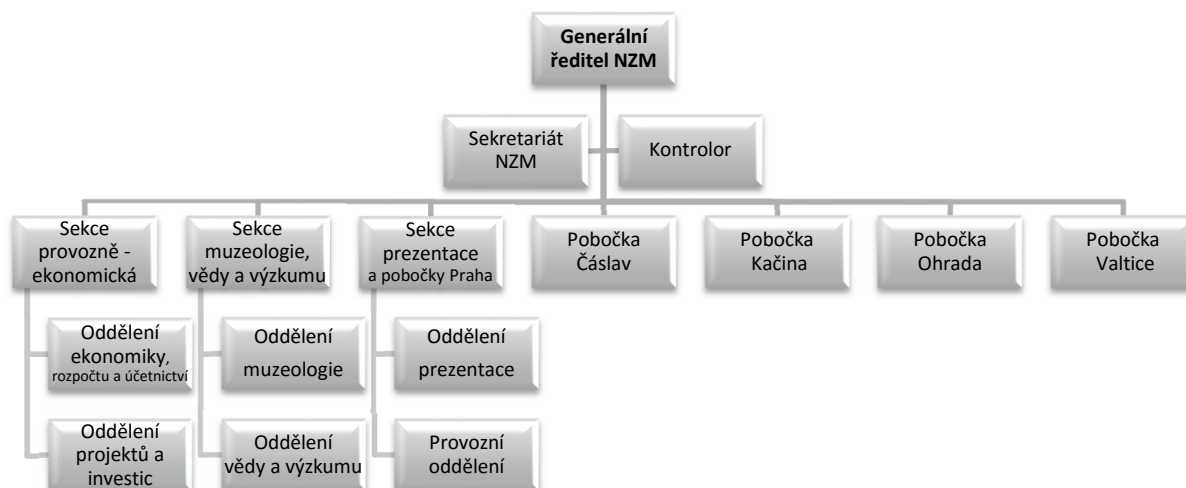 Generální
ředitel NZM
Sekretariát
NZM
Kontrolor
Sekce
provozně -
ekonomická
Sekce
muzeologie,
vědy a výzkumu
Sekce
prezentace
a pobočky Praha
Pobočka
Čáslav
Pobočka
Kačina
Pobočka
Ohrada
Pobočka
Valtice
Oddělení
ekonomiky,
rozpočtu a účetnictví
Oddělení
muzeologie
Oddělení
prezentace
Oddělení
projektů a
investic
Oddělení
vědy a výzkumu
Provozní
oddělení